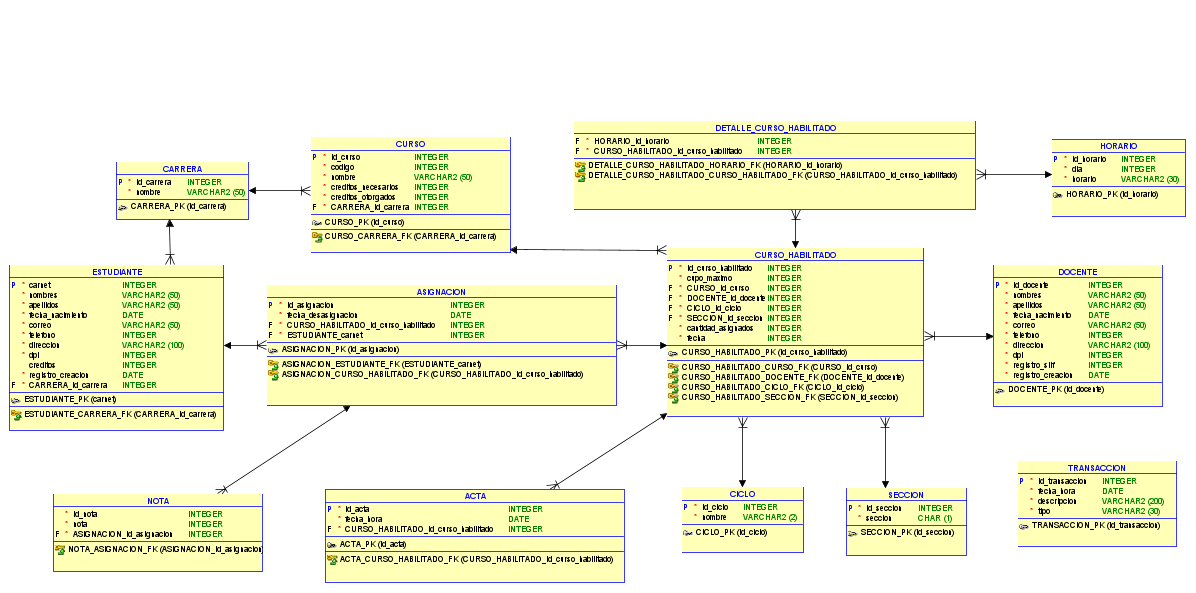 DETALLE_CURSO_HABILITADO
F * HORARIO_id_horario INTEGER
F * CURSO_HABILITADO_id_curso_habilitado INTEGER
DETALLE_CURSO_HABILITADO_HORARIO_FK (HORARIO_id_horario)
DETALLE_CURSO_HABILITADO_CURSO_HABILITADO_FK (CURSO_HABILITADO_id_curso_habilitado)
CURSO
P * id_curso INTEGER
* codigo INTEGER
* nombre VARCHAR2 (50)
* creditos_necesarios INTEGER
* creditos_otorgados INTEGER
F * CARRERA_id_carrera INTEGER
CURSO_PK (id_curso)
CURSO_CARRERA_FK (CARRERA_id_carrera)
HORARIO
P * id_horario INTEGER
* dia INTEGER
* horario VARCHAR2 (30)
HORARIO_PK (id_horario)
CARRERA
P * id_carrera INTEGER
* nombre VARCHAR2 (50)
CARRERA_PK (id_carrera)
CURSO_HABILITADO
P * id_curso_habilitado INTEGER
* cupo_maximo INTEGER
F * CURSO_id_curso INTEGER
F * DOCENTE_id_docente INTEGER
F * CICLO_id_ciclo INTEGER
F * SECCION_id_seccion INTEGER
* cantidad_asignados INTEGER
* fecha INTEGER
CURSO_HABILITADO_PK (id_curso_habilitado)
CURSO_HABILITADO_CURSO_FK (CURSO_id_curso)
CURSO_HABILITADO_DOCENTE_FK (DOCENTE_id_docente)
CURSO_HABILITADO_CICLO_FK (CICLO_id_ciclo)
CURSO_HABILITADO_SECCION_FK (SECCION_id_seccion)
ESTUDIANTE
P * carnet INTEGER
* nombres VARCHAR2 (50)
* apellidos VARCHAR2 (50)
* fecha_nacimiento DATE
* correo VARCHAR2 (50)
* telefono INTEGER
* direccion VARCHAR2 (100)
* dpi INTEGER
* creditos INTEGER
* registro_creacion DATE
F * CARRERA_id_carrera INTEGER
ESTUDIANTE_PK (carnet)
ESTUDIANTE_CARRERA_FK (CARRERA_id_carrera)
ASIGNACION
P * id_asignacion INTEGER
* fecha_desasignacion DATE
F * CURSO_HABILITADO_id_curso_habilitado INTEGER
F * ESTUDIANTE_carnet INTEGER
ASIGNACION_PK (id_asignacion)
ASIGNACION_ESTUDIANTE_FK (ESTUDIANTE_carnet)
ASIGNACION_CURSO_HABILITADO_FK (CURSO_HABILITADO_id_curso_habilitado)
DOCENTE
P * id_docente INTEGER
* nombres VARCHAR2 (50)
* apellidos VARCHAR2 (50)
* fecha_nacimiento DATE
* correo VARCHAR2 (50)
* telefono INTEGER
* direccion VARCHAR2 (100)
* dpi INTEGER
* registro_siif INTEGER
* registro_creacion DATE
DOCENTE_PK (id_docente)
NOTA
* id_nota INTEGER
* nota INTEGER
F * ASIGNACION_id_asignacion INTEGER
NOTA_ASIGNACION_FK (ASIGNACION_id_asignacion
ACTA
P * id_acta INTEGER
* fecha_hora DATE
F * CURSO_HABILITADO_id_curso_habilitado INTEGER
ACTA_PK (id_acta)
ACTA_CURSO_HABILITADO_FK (CURSO_HABILITADO_id_curso_habilitado)
CICLO
P * id_ciclo INTEGER
* nombre VARCHAR2 (2)
CICLO_PK (id_ciclo)
SECCION
P * id_seccion INTEGER
* seccion CHAR (1)
SECCION_PK (id_seccion)
TRANSACCION
P * id_transaccion INTEGER
* fecha_hora DATE
* descripcion VARCHAR2 (200)
* tipo VARCHAR2 (30)
TRANSACCION_PK (id_transaccion)